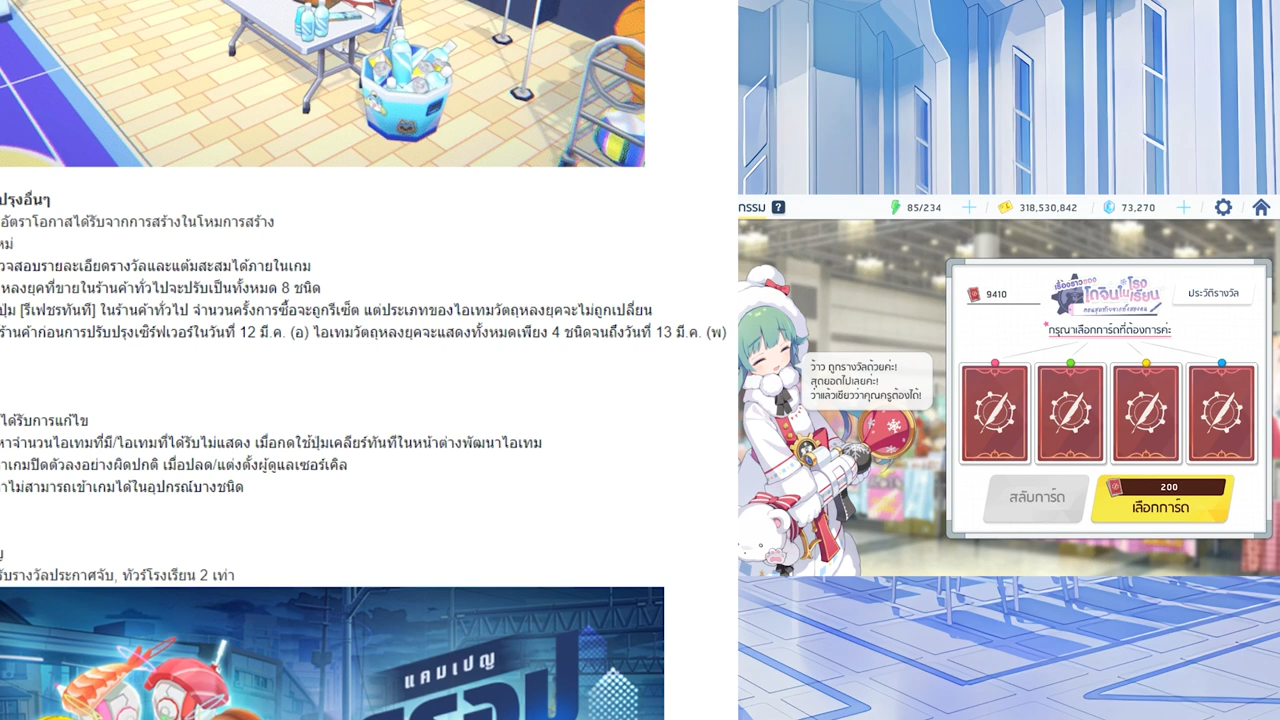 ปรุงอื่นๆ
อัตราโอกาสได้รับจากการสร้างในโหมการสร้าง
หม่
วจสอบรายละเอียดรางวัลและแต้มสะสมได้ภายในเกม
หลงยุคที่ขายในร้านค้าทั่วไปจะปรับเป็นทั้งหมด 8 ชนิด
ปุ่ม [รีเฟชรทันที] ในร้านค้าทั่วไป จำนวนครั้งการซื้อจะถูกรีเซ็ต แต่ประเภทของไอเทมวัตถุหลงยุคจะไม่ถูกเปลี่ยน
ร้านค้าก่อนการปรับปรุงเซิร์ฟเวอร์ในวันที่ 12 มี.ค. (อ) ไอเทมวัตถุหลงยุคจะแสดงทั้งหมดเพียง 4 ชนิดจนถึงวันที่ 13 มี.ค. (พ)
ได้รับการแก้ไข
หาจำนวนไอเทมที่มี/ไอเทมที่ได้รับไม่แสดง เมื่อกดใช้ปุ่มเคลียร์ทันทีในหน้าต่างพัฒนาไอเทม
าเกมปิดตัวลงอย่างผิดปกติ เมื่อปลด/แต่งตั้งผู้ดูแลเซอร์เคิล
าไม่สามารถเข้าเกมได้ในอุปกรณ์บางชนิด
ญ
รับรางวัลประกาศจับ, ทัวร์โรงเรียน 2 เท่า
แคมเปญ
กรรม ?
85/234
318,530,842
73,270
9410
เรื่องราวของ
โดจินในโรงเรียน
ประวัติรางวัล
กรุณาเลือกการ์ดที่ต้องการค่ะ
ว้าว ถูกรางวัลด้วยค่ะ!
สุดยอดไปเลยค่ะ!
ว่าแล้วเชียวว่าคุณครูต้องได้!
สลับการ์ด
200
เลือกการ์ด